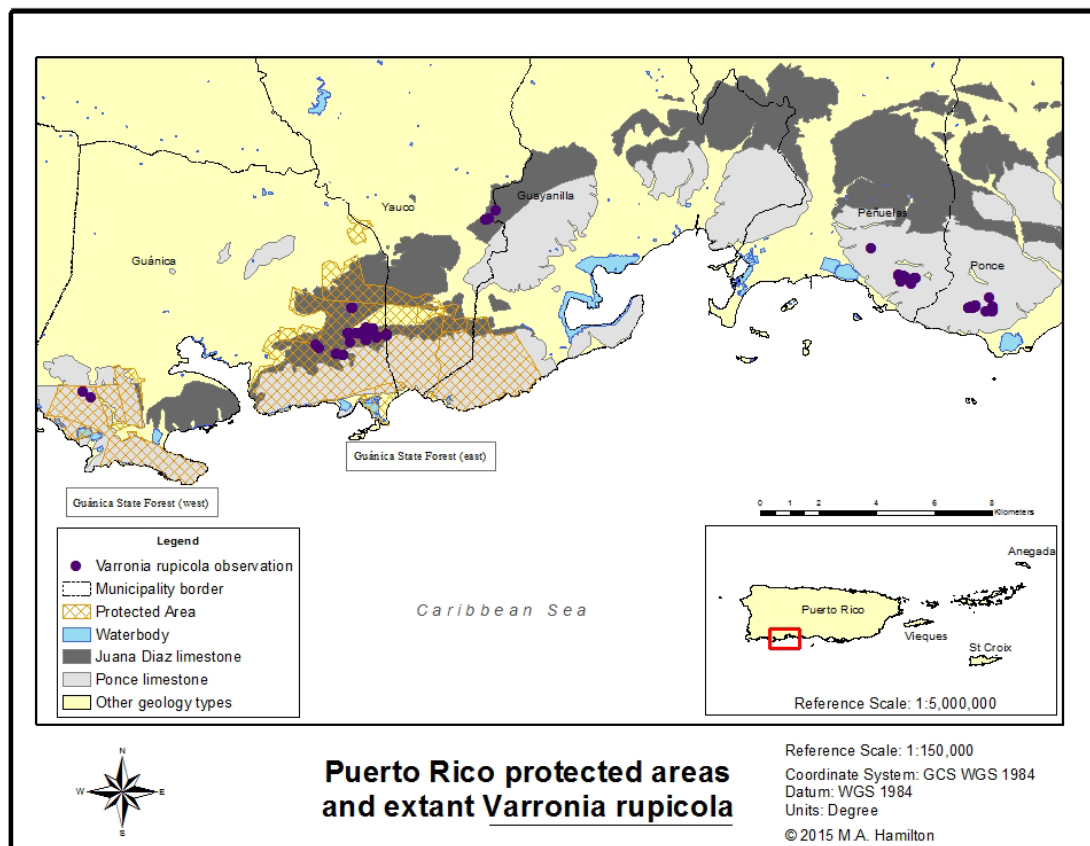 Guayanilla
Yauco
Peñuelas
Guánica
Ponce
Guánica State Forest (east)
Guánica State Forest (west)
0 1 2 4 6 8
Kilometers
Legend
Varronia rupicola observation
Municipality border
Protected Area
Waterbody
Juana Diaz limestone
Ponce limestone
Other geology types
Caribbean Sea
Anegada
Puerto Rico
Vieques
St Croix
Reference Scale: 1:5,000,000
N
W E
S
Puerto Rico protected areas
and extant Varronia rupicola
Reference Scale: 1:150,000
Coordinate System: GCS WGS 1984
Datum: WGS 1984
Units: Degree
© 2015 M.A. Hamilton